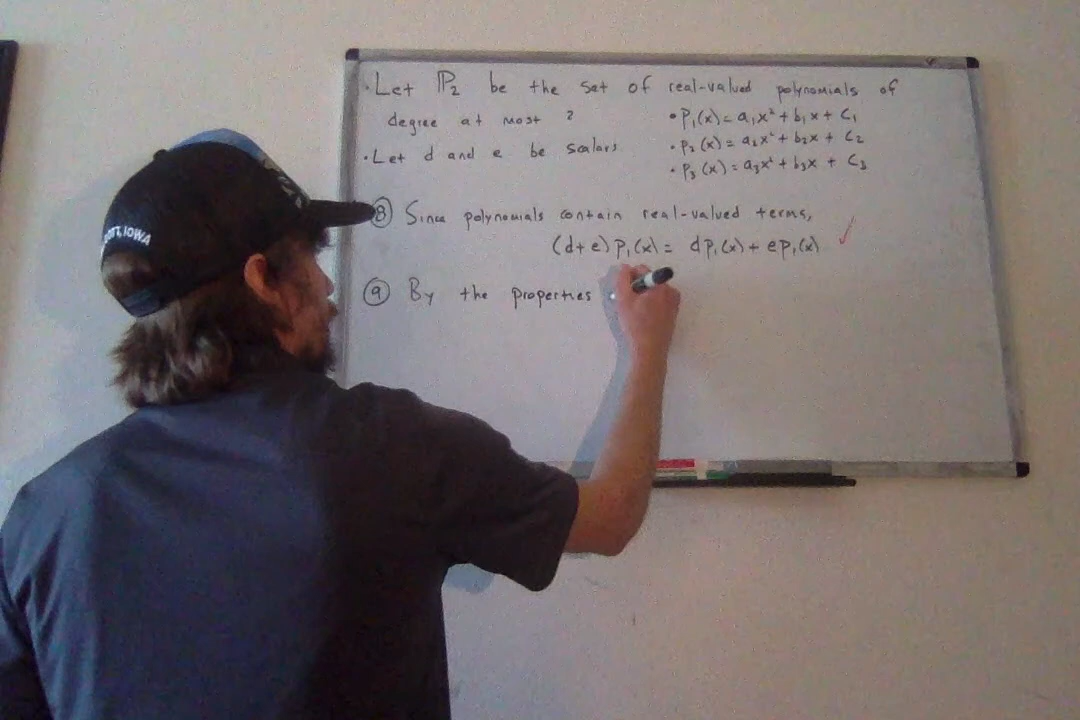 · Let ℙ₂ be the set of real-valued polynomials of
degree at most 2
· Let d and e be scalars
• P₁(x) = a₁x² + b₁x + C₁
• P₂(x) = a₂x² + b₂x + C₂
• P₃(x) = a₃x² + b₃x + C₃
⑧ Since polynomials contain real-valued terms,
(d+e) P₁(x) = dP₁(x) + eP₁(x) ✓
⑨ By the properties
OTT, IOWA